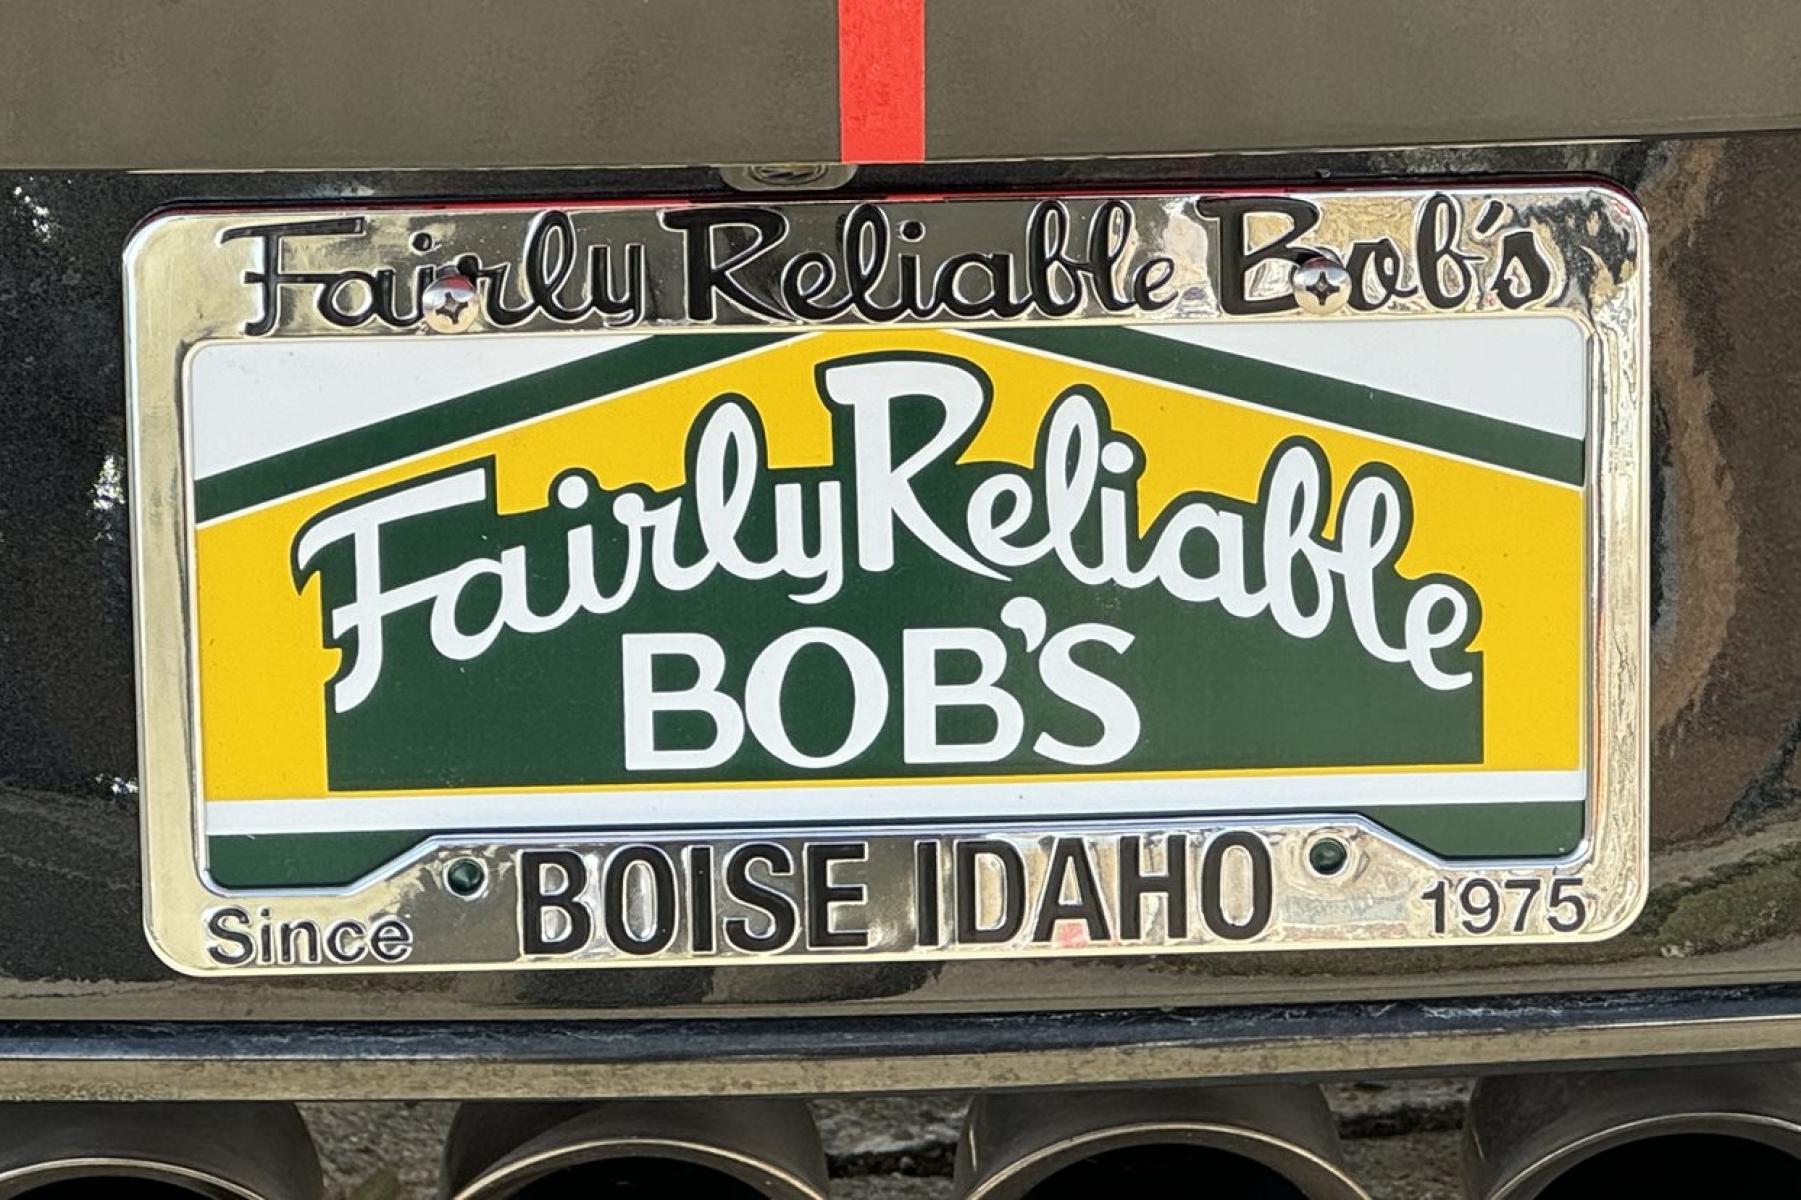 Fairly Reliable Bob's
Fairly Reliable
BOB'S
Since BOISE IDAHO 1975